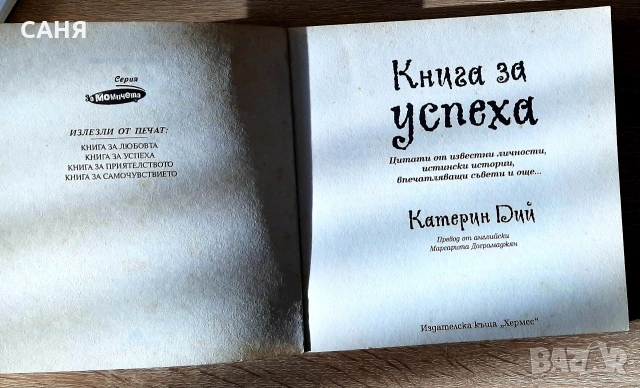 САНЯ
Серия
За Момичета
ИЗЛЕЗЛИ ОТ ПЕЧАТ:
КНИГА ЗА ЛЮБОВТА
КНИГА ЗА УСПЕХА
КНИГА ЗА ПРИЯТЕЛСТВОТО
КНИГА ЗА САМОЧУВСТВИЕТО
Книга за
успеха
Цитати от известни личности,
истински истории,
впечатляващи съвети и още...
Катерин Дий
Превод от английски
Маргарита Дограмаджян
Издателска къща „Хермес“
BAZAR